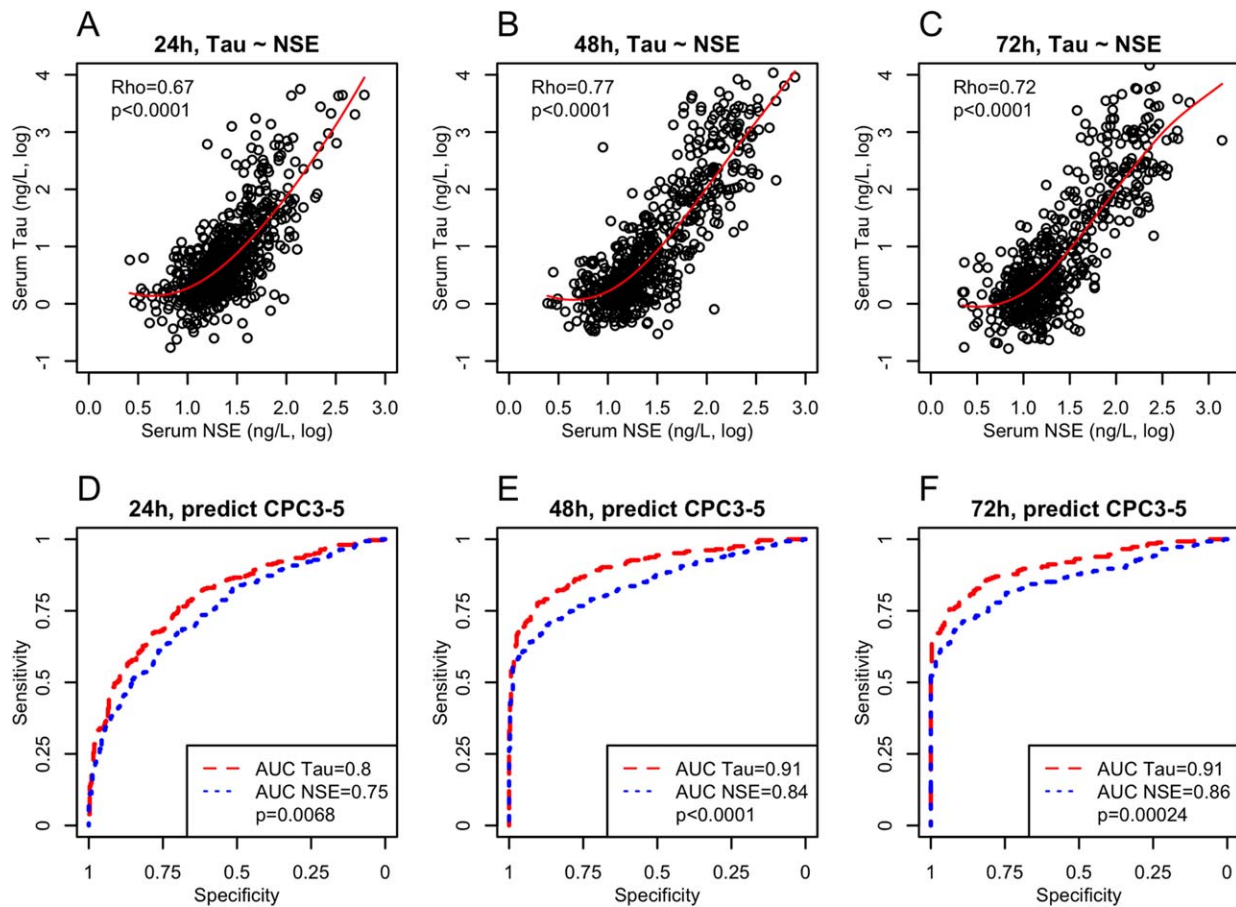 A
24h, Tau ~ NSE
Rho=0.67
p<0.0001
Serum Tau (ng/L, log)
4
3
2
1
0
-1
0.0 0.5 1.0 1.5 2.0 2.5 3.0
Serum NSE (ng/L, log)
B
48h, Tau ~ NSE
Rho=0.77
p<0.0001
Serum Tau (ng/L, log)
4
3
2
1
0
-1
0.0 0.5 1.0 1.5 2.0 2.5 3.0
Serum NSE (ng/L, log)
C
72h, Tau ~ NSE
Rho=0.72
p<0.0001
Serum Tau (ng/L, log)
4
3
2
1
0
-1
0.0 0.5 1.0 1.5 2.0 2.5 3.0
Serum NSE (ng/L, log)
D
24h, predict CPC3-5
Sensitivity
1
0.75
0.5
0.25
0
AUC Tau=0.8
AUC NSE=0.75
p=0.0068
1 0.75 0.5 0.25 0
Specificity
E
48h, predict CPC3-5
Sensitivity
1
0.75
0.5
0.25
0
AUC Tau=0.91
AUC NSE=0.84
p<0.0001
1 0.75 0.5 0.25 0
Specificity
F
72h, predict CPC3-5
Sensitivity
1
0.75
0.5
0.25
0
AUC Tau=0.91
AUC NSE=0.86
p=0.00024
1 0.75 0.5 0.25 0
Specificity